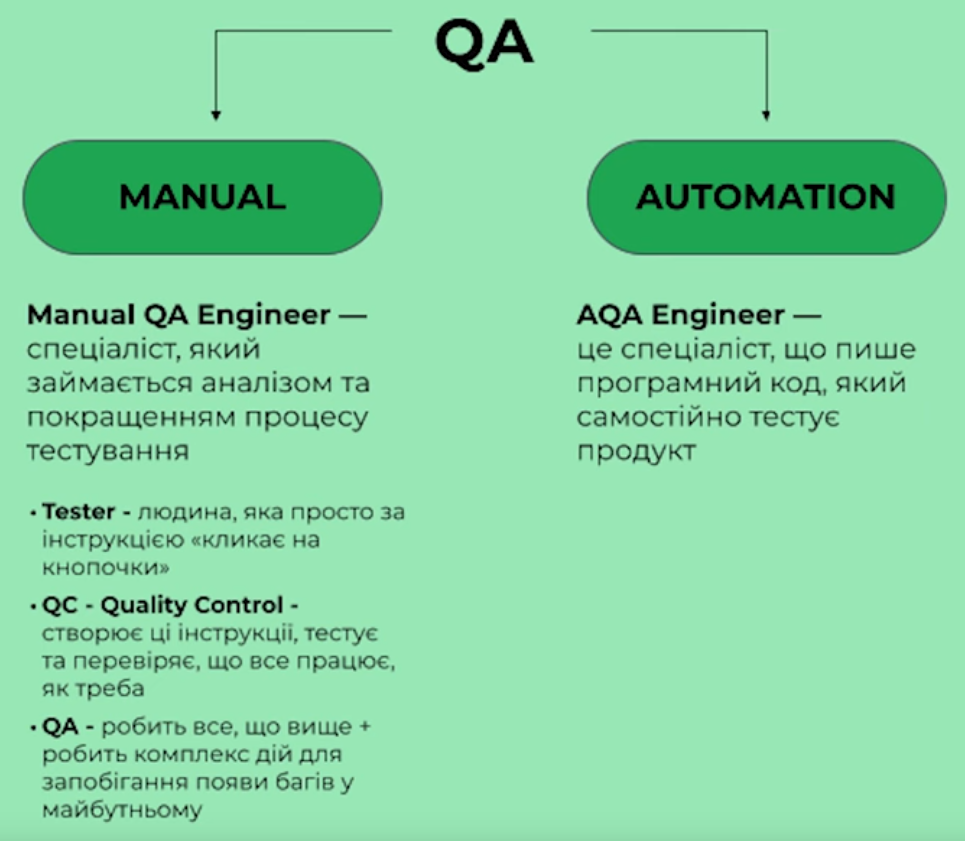 QA
MANUAL
AUTOMATION
Manual QA Engineer —
спеціаліст, який
займається аналізом та
покращенням процесу
тестування
• Tester - людина, яка просто за
інструкцією «кликає на
кнопочки»
• QC - Quality Control -
створює ці інструкції, тестує
та перевіряє, що все працює,
як треба
• QA - робить все, що вище +
робить комплекс дій для
запобігання появи багів у
майбутньому
AQA Engineer —
це спеціаліст, що пише
програмний код, який
самостійно тестує
продукт